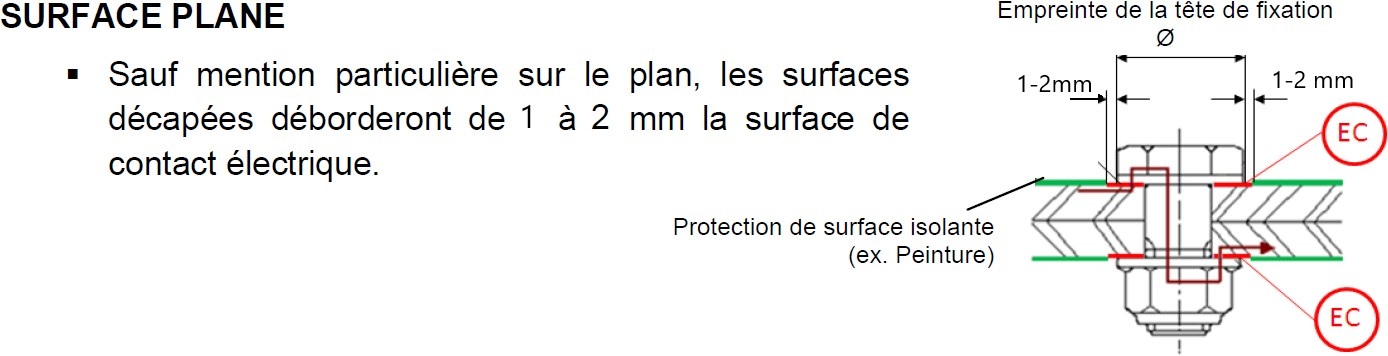 SURFACE PLANE
▪ Sauf mention particulière sur le plan, les surfaces
décapées déborderont de 1 à 2 mm la surface de
contact électrique.
Empreinte de la tête de fixation
Ø
1-2mm
1-2 mm
EC
Protection de surface isolante
(ex. Peinture)
EC